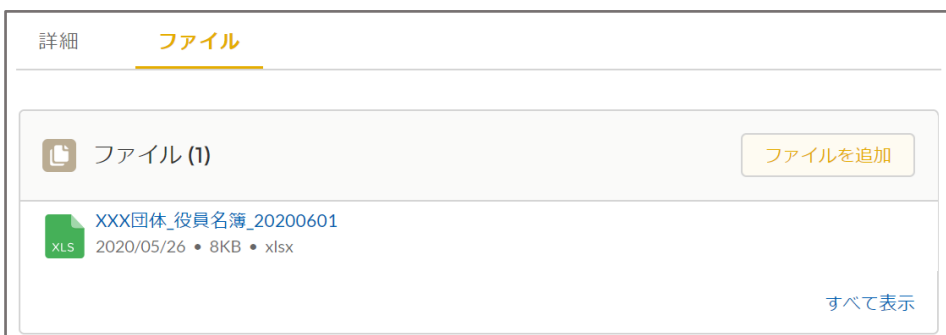 詳細 ファイル
ファイル (1) ファイルを追加
XXX団体_役員名簿_20200601
XLS 2020/05/26 • 8KB • xlsx
すべて表示